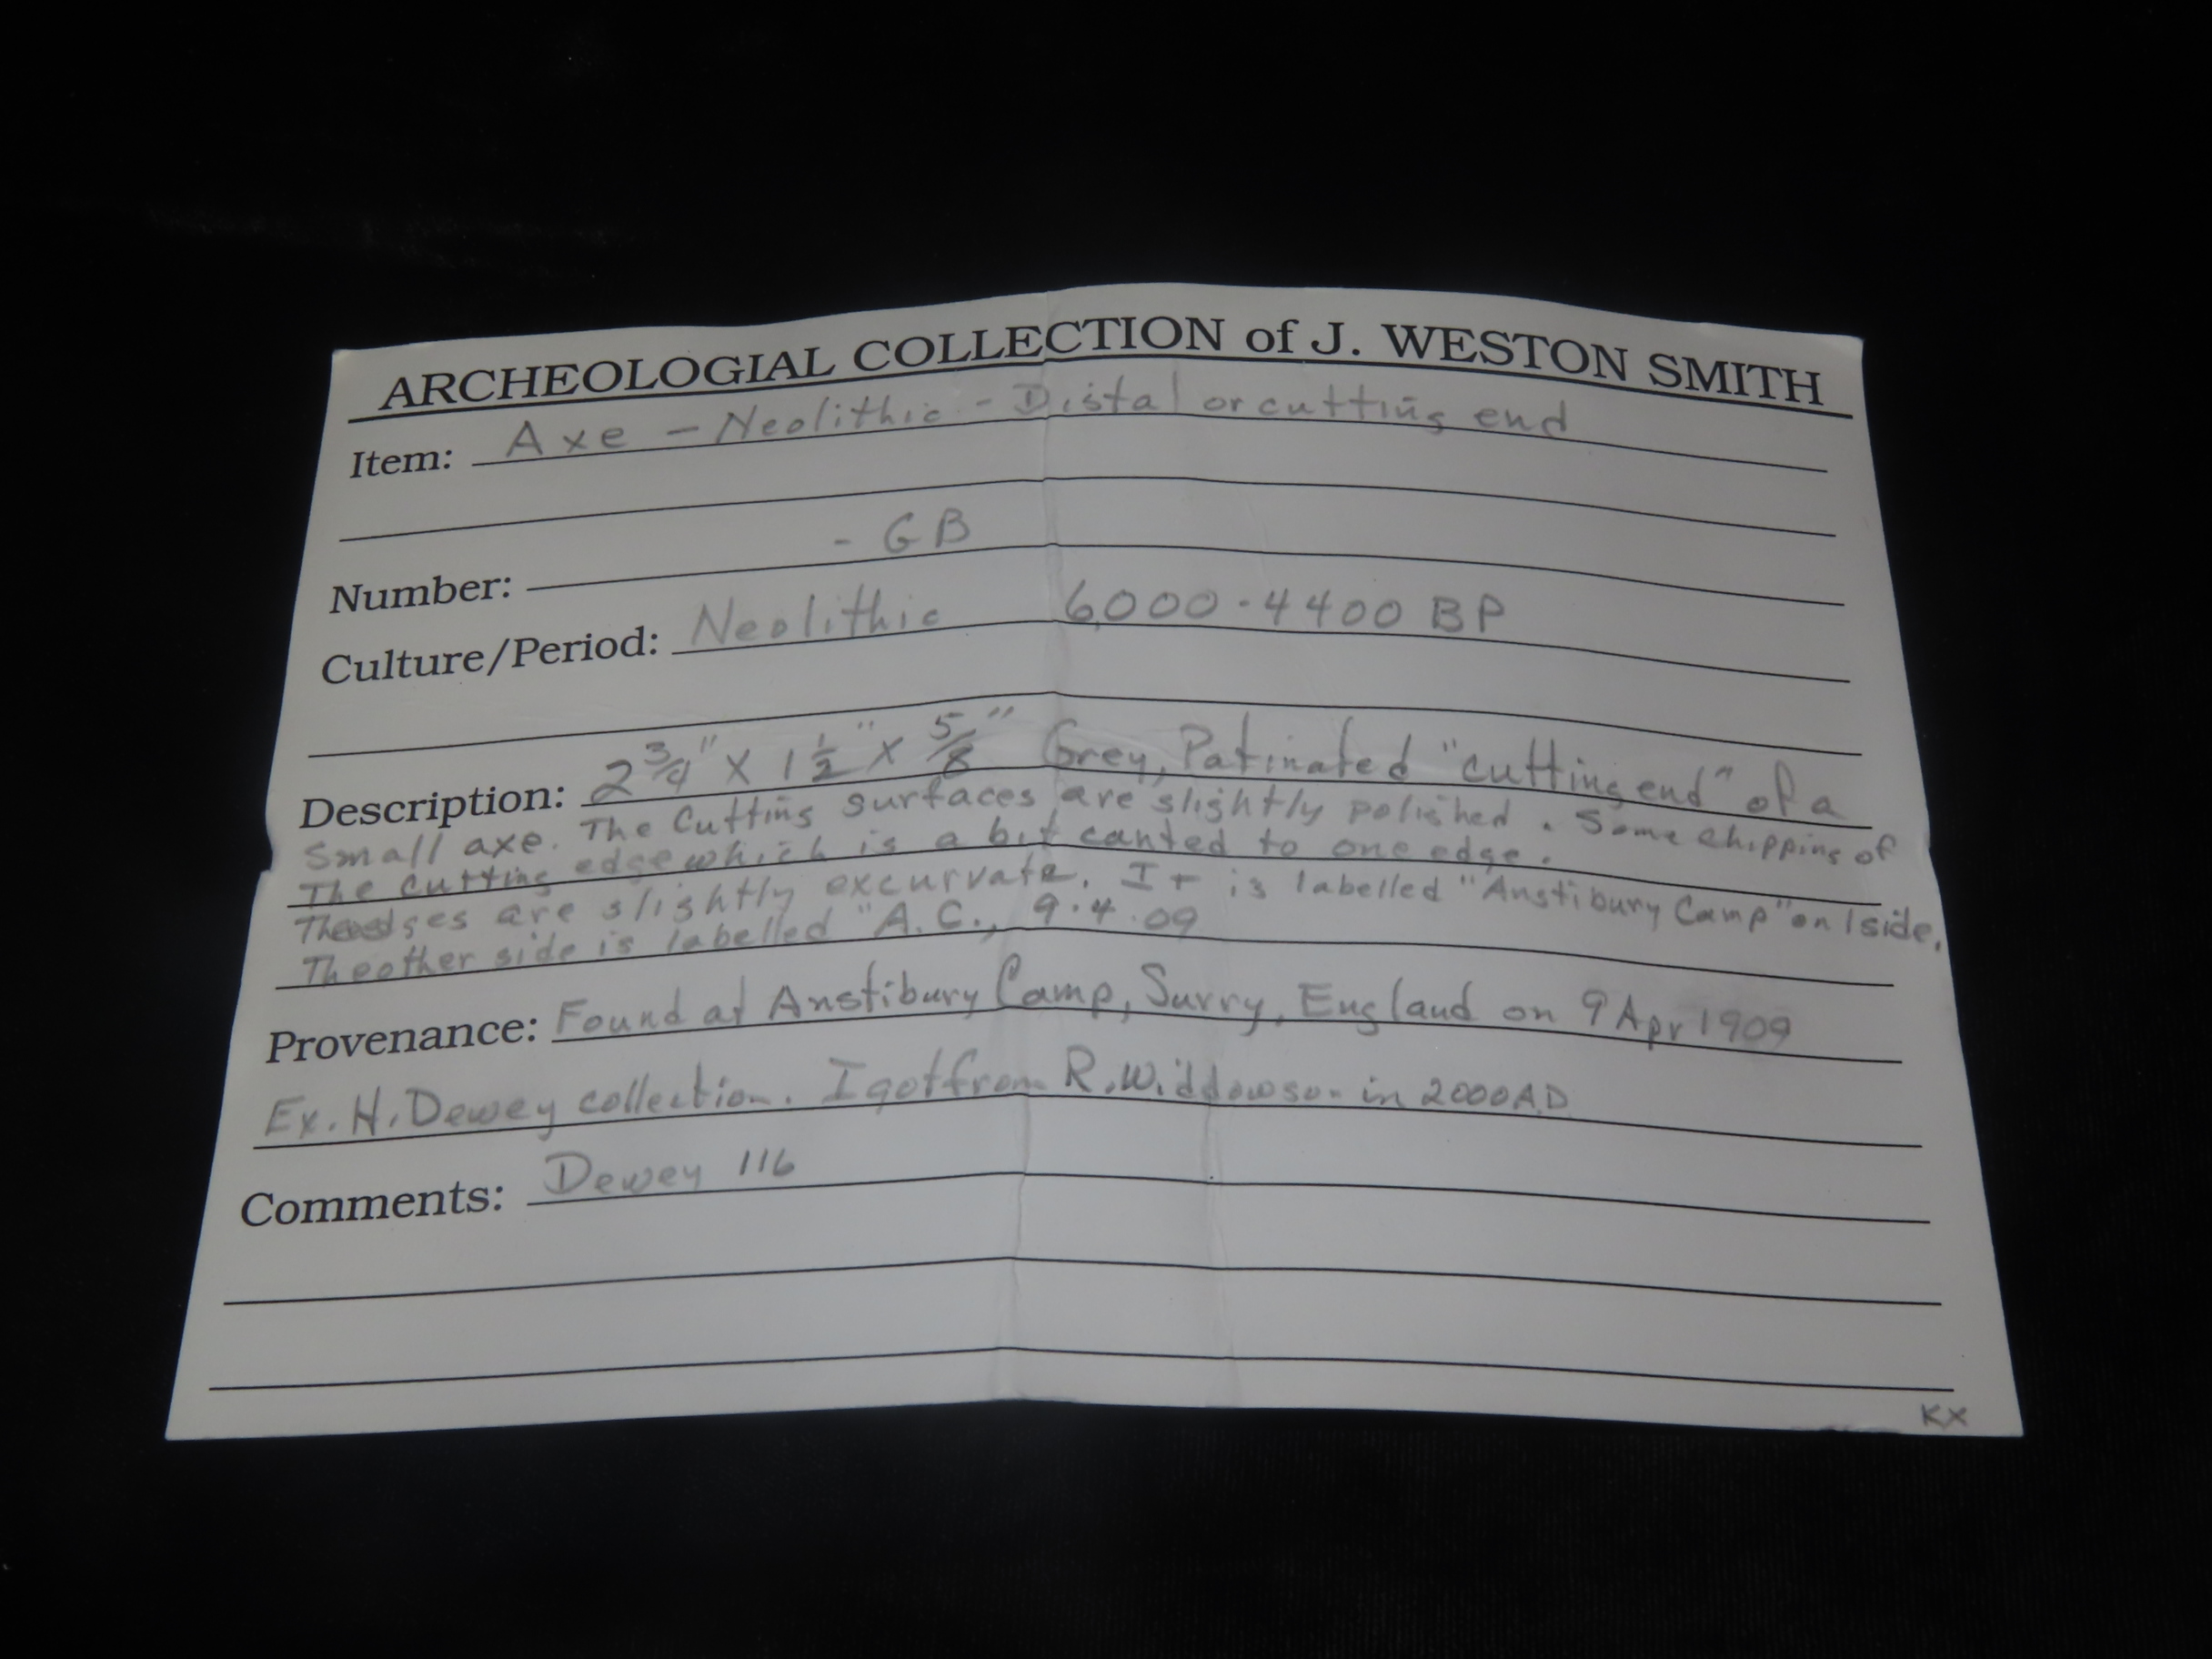 ARCHEOLOGIAL COLLECTION of J. WESTON SMITH
Item: Axe - Neolithic - Distal or cutting end
Number: - GB
Culture/Period: Neolithic 6,000-4400 BP
Description: 2 3/4" X 1 1/2" X 5/8" Grey, Patinated "cutting end" of a
Small axe. The Cutting surfaces are slightly polished. Some chipping of
The cutting edge which is a bit canted to one edge.
The edges are slightly excurvate. It is labelled "Anstibury Camp" on 1 side.
The other side is labelled "A.C., 9.4.09
Provenance: Found at Anstibury Camp, Surry, England on 9 Apr 1909
Ex. H. Dewey collection. I got from R. Widdowson in 2000 A.D
Comments: Dewey 116
KX